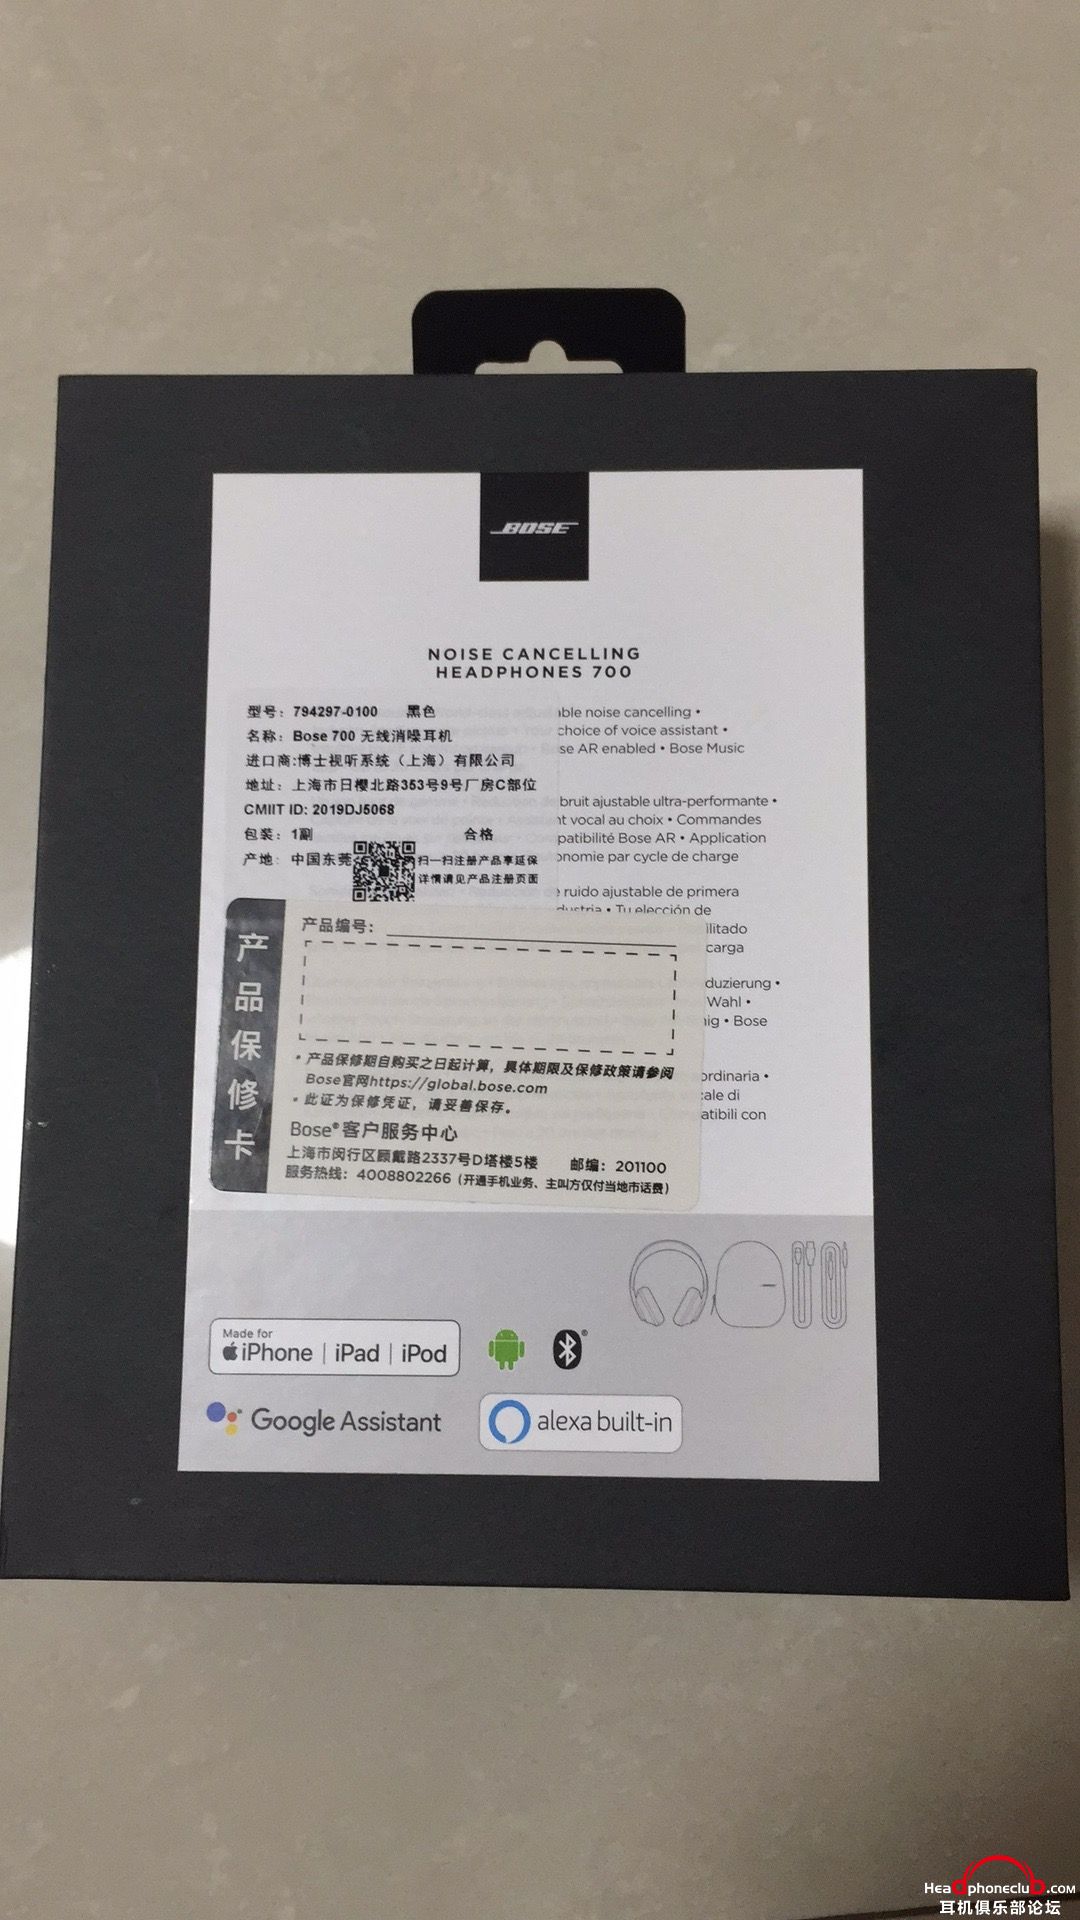 BOSE
NOISE CANCELLING
HEADPHONES 700
型号：794297-0100 黑色
名称：Bose 700 无线消噪耳机
进口商:博士视听系统（上海）有限公司
地址：上海市日樱北路353号9号厂房C部位
CMIIT ID: 2019DJ5068
包装：1副 合格
产地：中国东莞
扫一扫注册产品享延保
详情请见产品注册页面
noise cancelling •
choice of voice assistant •
AR enabled • Bose Music
bruit ajustable ultra-performante •
vocal au choix • Commandes
Bose AR • Application
par cycle de charge
ruido ajustable de primera
• Tu elección de
carga
Wahl •
• Bose
di
con
产品保修卡
产品编号：
• 产品保修期自购买之日起计算，具体期限及保修政策请参阅
Bose官网https://global.bose.com
• 此证为保修凭证，请妥善保存。
Bose®客户服务中心
上海市闵行区顾戴路2337号D塔楼5楼 邮编：201100
服务热线：4008802266（开通手机业务、主叫方仅付当地市话费）
Made for
iPhone | iPad | iPod
Google Assistant
alexa built-in
Headphoneclub.com
耳机俱乐部论坛